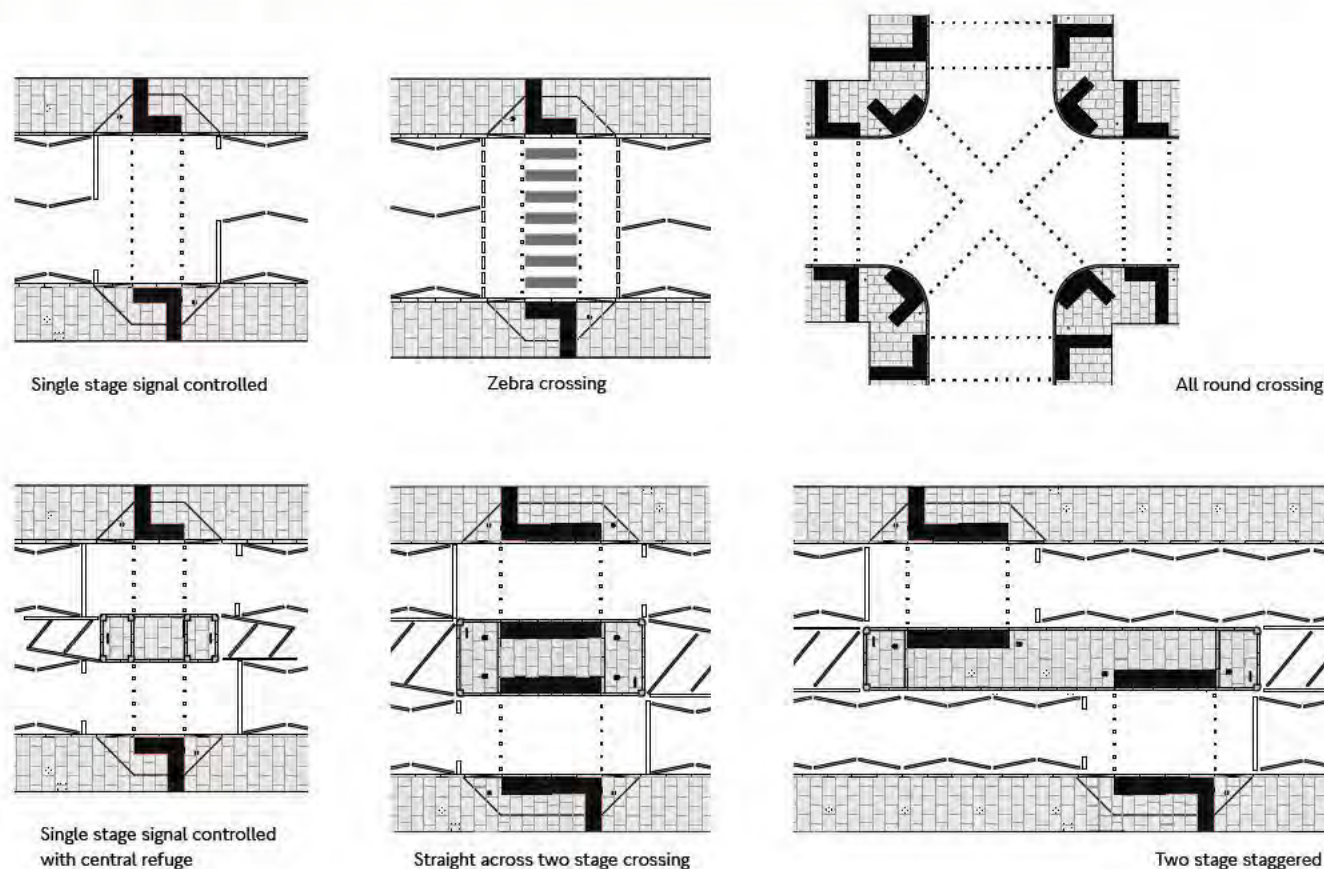 Single stage signal controlled
Zebra crossing
All round crossing
Single stage signal controlled
with central refuge
Straight across two stage crossing
Two stage staggered